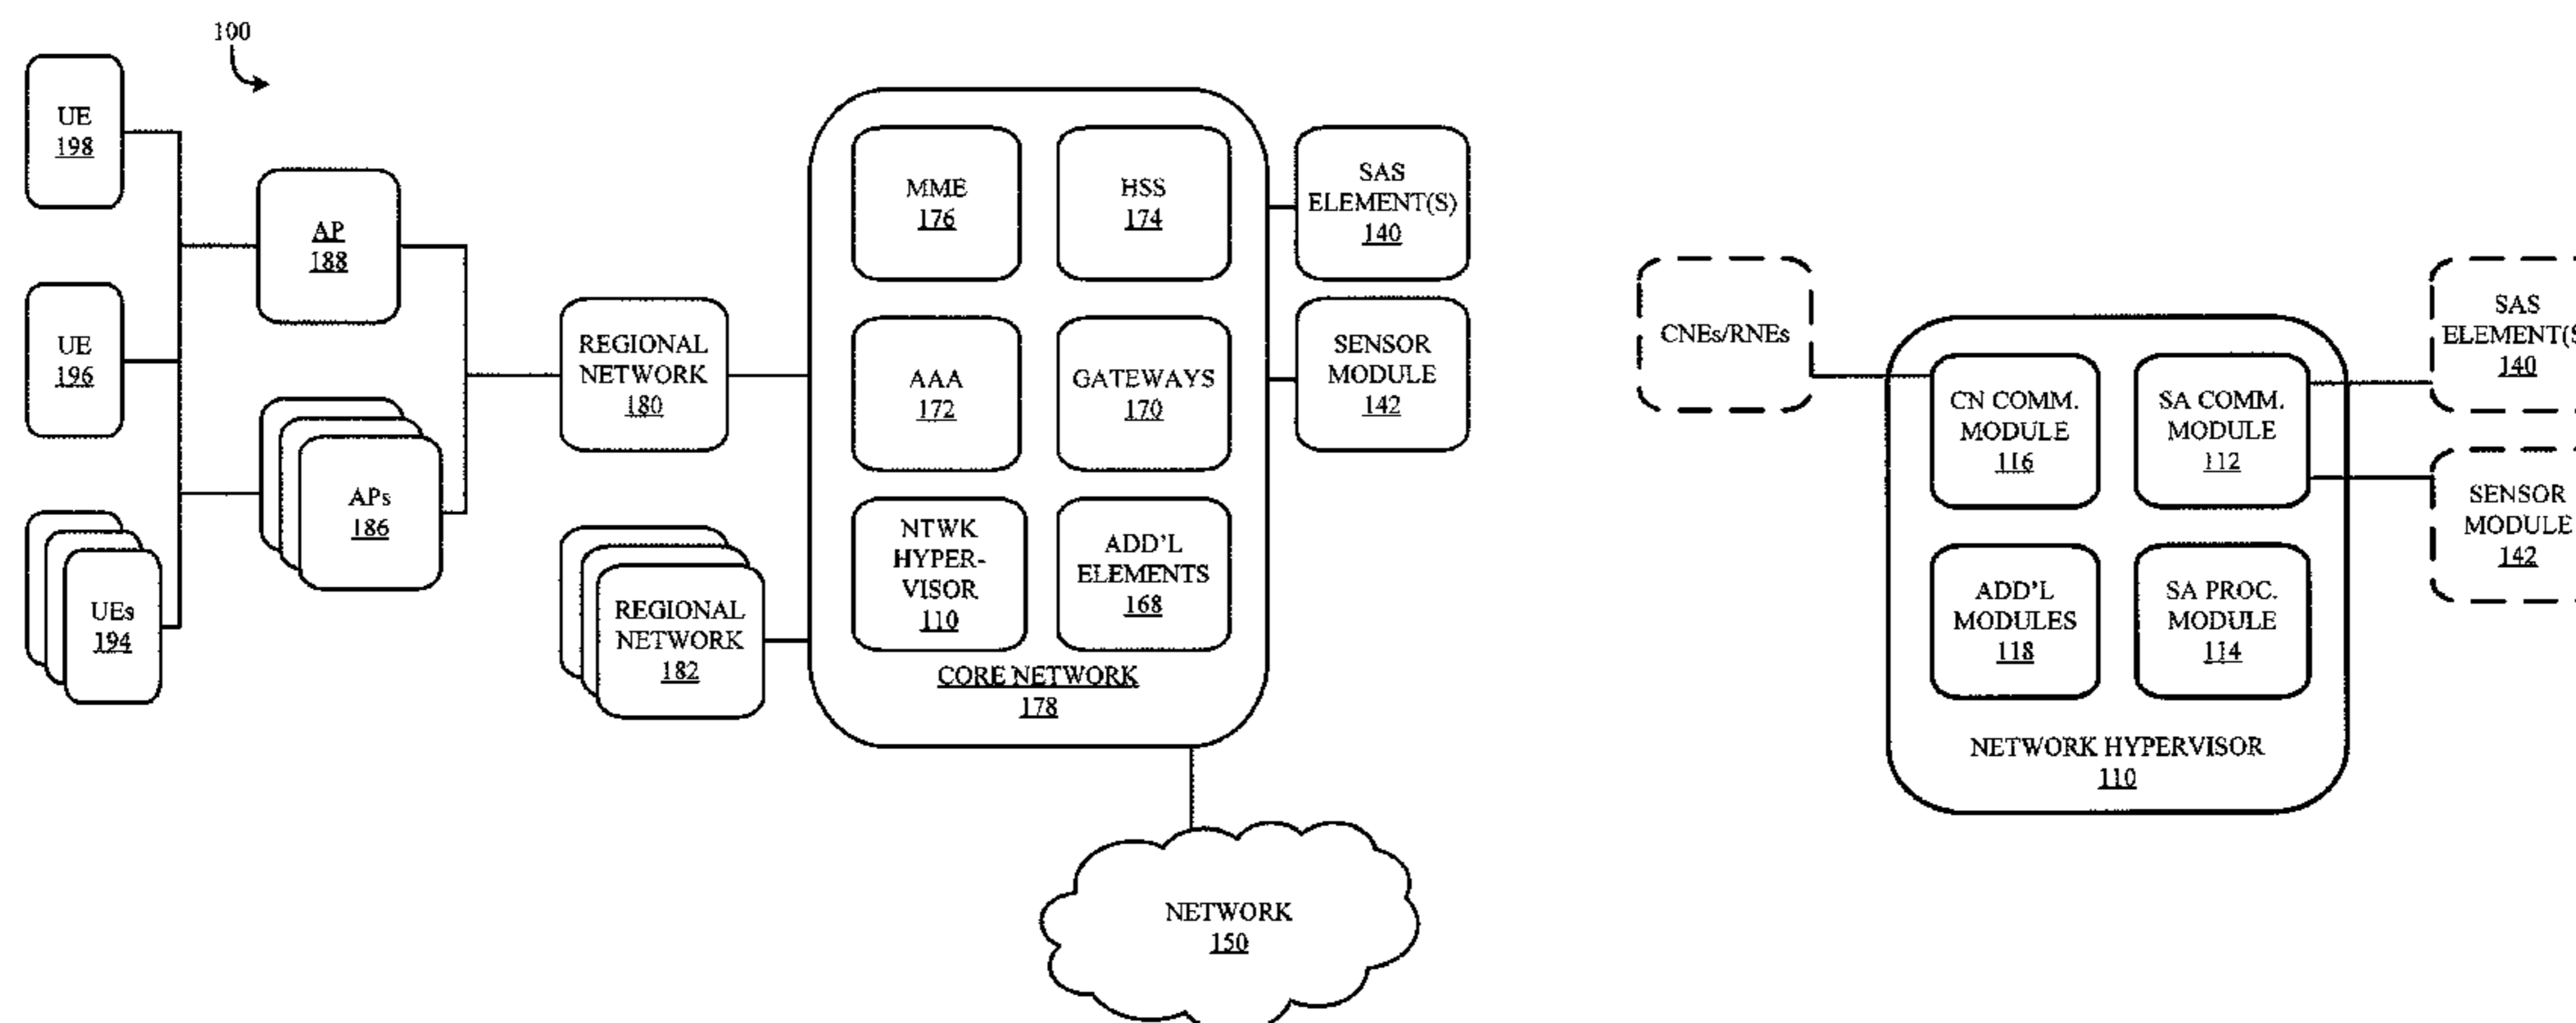 100
UE
198
UE
196
UEs
194
AP
188
APs
186
REGIONAL
NETWORK
180
REGIONAL
NETWORK
182
MME
176
HSS
174
AAA
172
GATEWAYS
170
NTWK
HYPER-
VISOR
110
ADD'L
ELEMENTS
168
CORE NETWORK
178
SAS
ELEMENT(S)
140
SENSOR
MODULE
142
NETWORK
150
CNEs/RNEs
CN COMM.
MODULE
116
SA COMM.
MODULE
112
ADD'L
MODULES
118
SA PROC.
MODULE
114
NETWORK HYPERVISOR
110
SAS
ELEMENT(S
140
SENSOR
MODULE
142